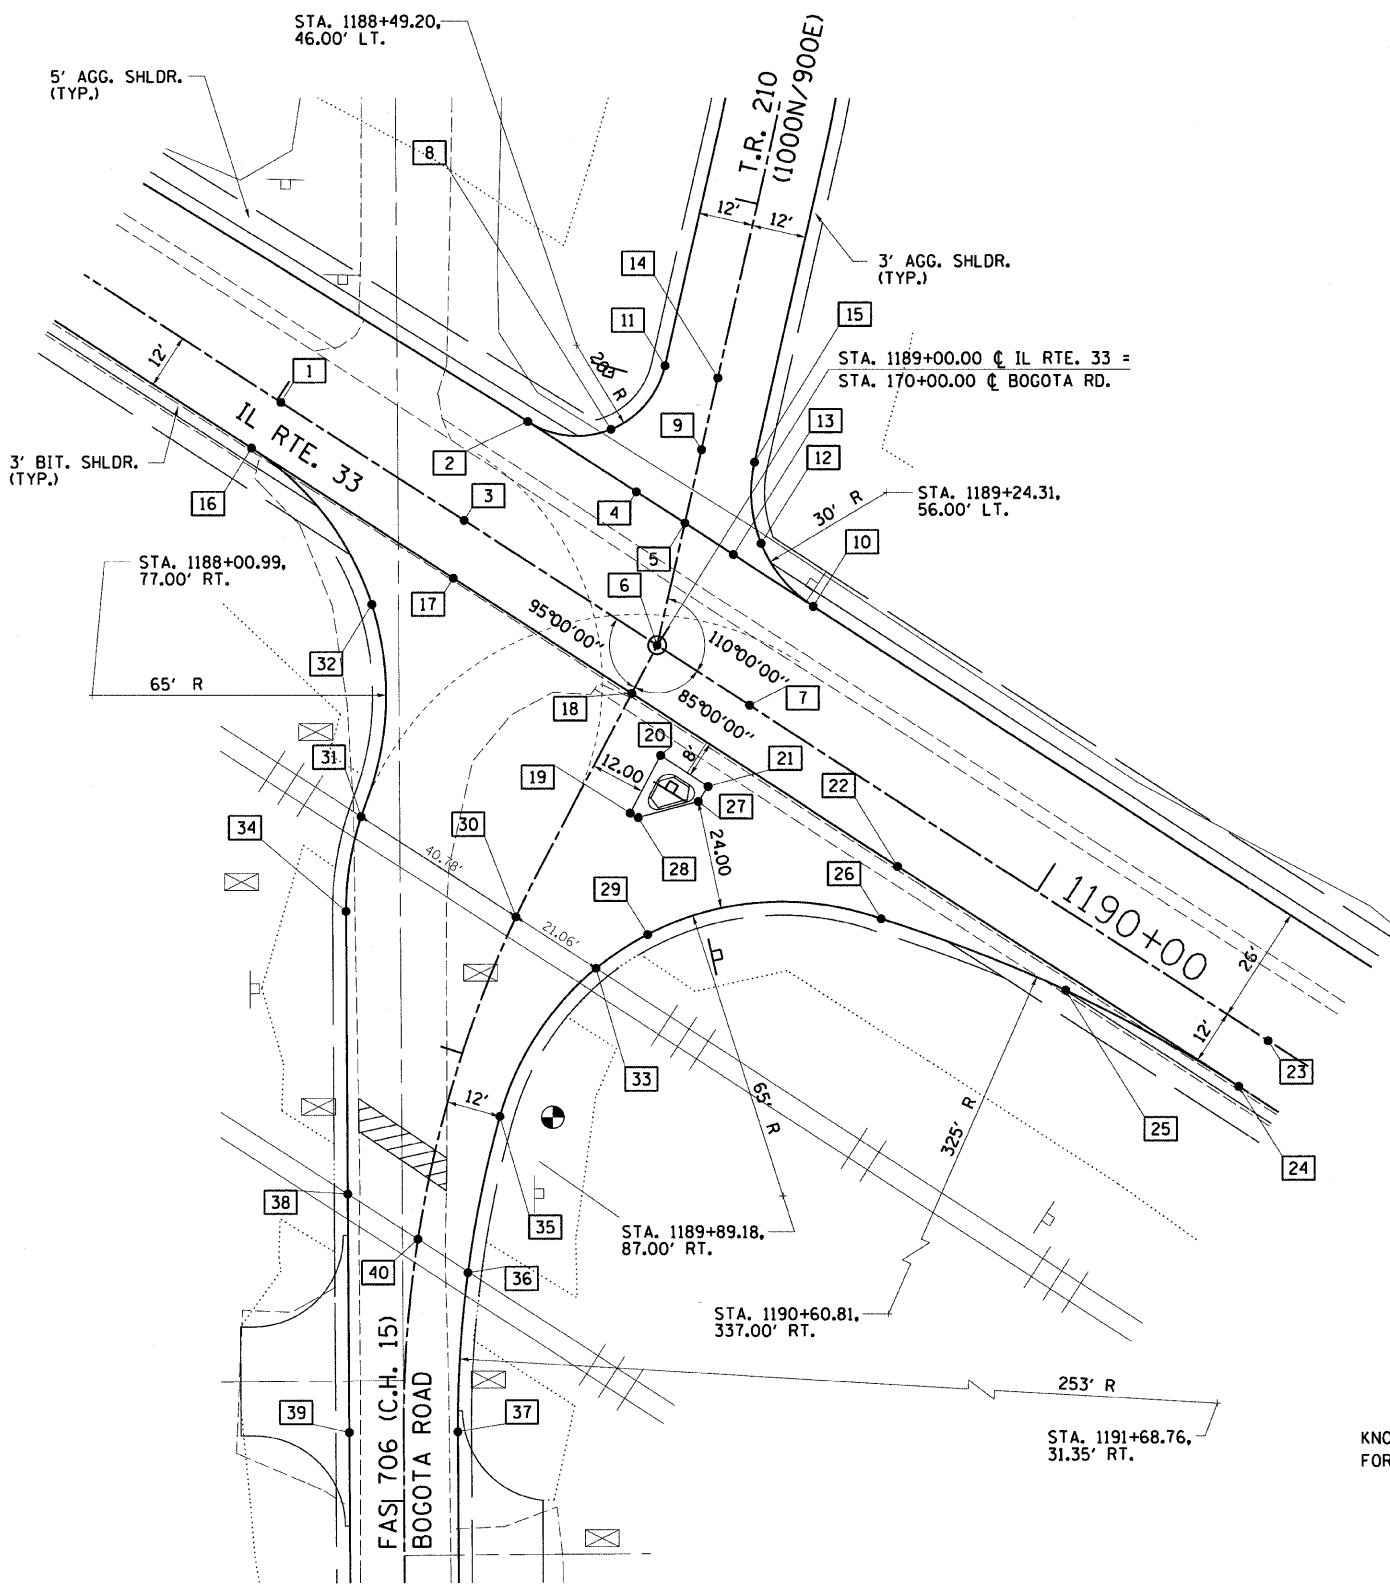 STA. 1188+49.20,
46.00' LT.
5' AGG. SHLDR.
(TYP.)
T.R. 210
(1000N/900E)
8
12'
12'
14
3' AGG. SHLDR.
(TYP.)
11
15
STA. 1189+00.00 ℄ IL RTE. 33 =
STA. 170+00.00 ℄ BOGOTA RD.
12'
1
20' R
IL RTE. 33
9
13
3' BIT. SHLDR.
(TYP.)
2
12
16
4
30' R
STA. 1189+24.31,
56.00' LT.
3
10
5
STA. 1188+00.99,
77.00' RT.
6
17
95°00'00"
110°00'00"
32
65' R
7
18
85°00'00"
20
8'
31
12.00
21
19
22
27
34
30
28
24.00
40.78'
29
26
1190+00
21.06'
26'
12'
33
23
12'
65' R
325' R
25
24
38
35
STA. 1189+89.18,
87.00' RT.
40
36
STA. 1190+60.81,
337.00' RT.
FAS 706 (C.H. 15)
BOGOTA ROAD
253' R
39
37
STA. 1191+68.76,
31.35' RT.
KNO
FOR